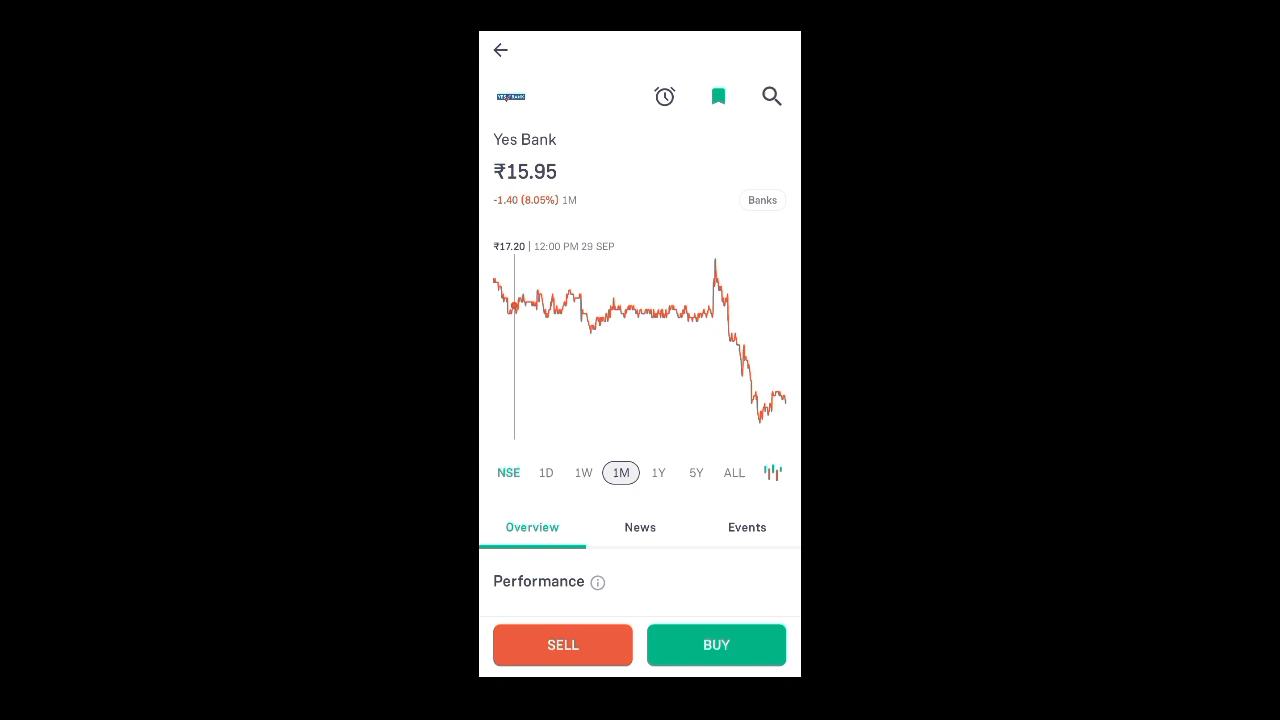 YES BANK
Yes Bank
₹15.95
-1.40 (8.05%) 1M
Banks
₹17.20 | 12:00 PM 29 SEP
NSE 1D 1W 1M 1Y 5Y ALL
Overview News Events
Performance
SELL BUY